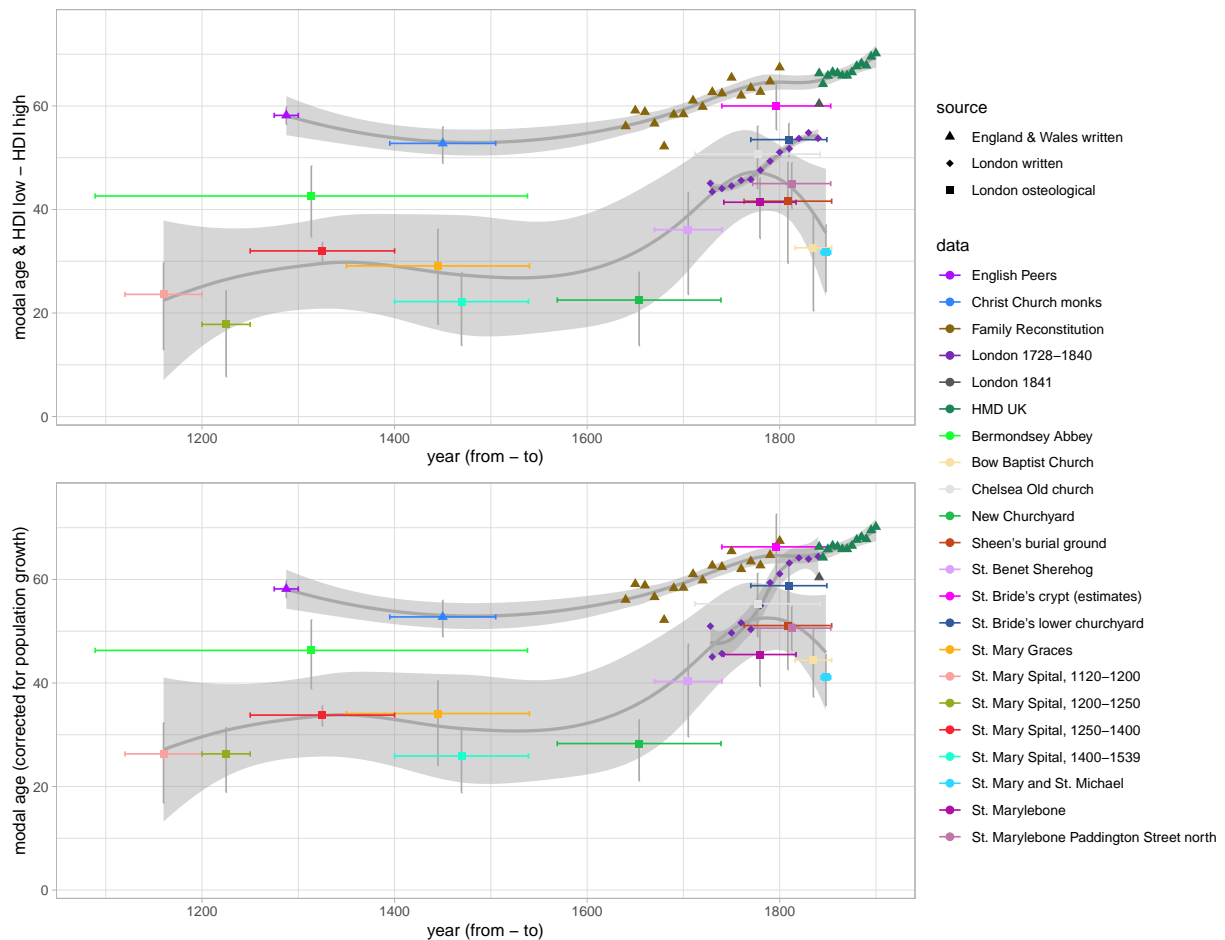 modal age & HDI low – HDI high
60
40
20
0
1200
1400
1600
1800
year (from – to)
modal age (corrected for population growth)
60
40
20
0
1200
1400
1600
1800
year (from – to)
source
England & Wales written
London written
London osteological
data
English Peers
Christ Church monks
Family Reconstitution
London 1728–1840
London 1841
HMD UK
Bermondsey Abbey
Bow Baptist Church
Chelsea Old church
New Churchyard
Sheen's burial ground
St. Benet Sherehog
St. Bride's crypt (estimates)
St. Bride's lower churchyard
St. Mary Graces
St. Mary Spital, 1120–1200
St. Mary Spital, 1200–1250
St. Mary Spital, 1250–1400
St. Mary Spital, 1400–1539
St. Mary and St. Michael
St. Marylebone
St. Marylebone Paddington Street north